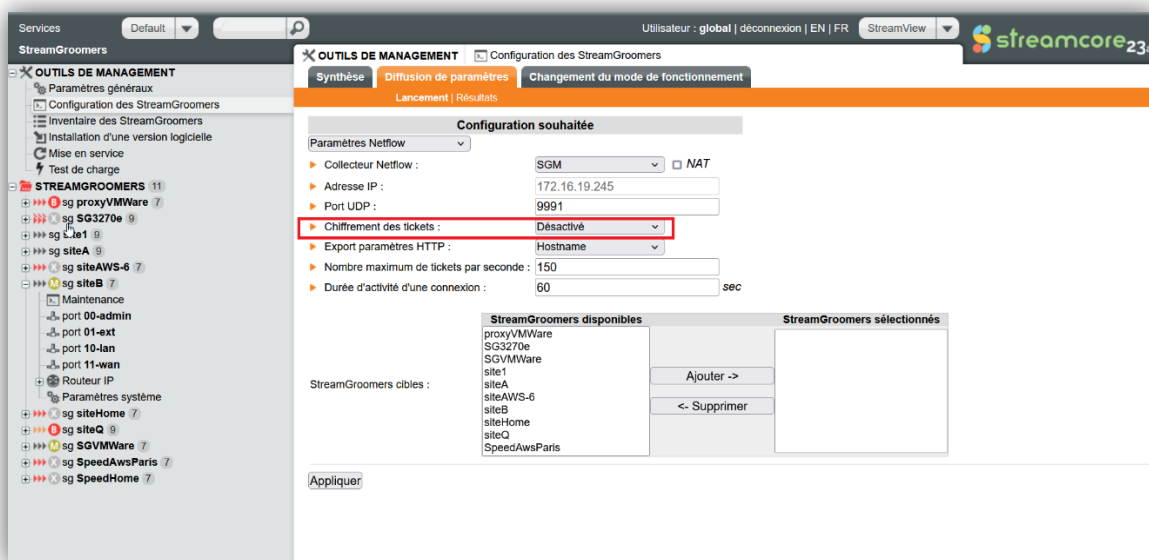 Services Default Utilisateur : global | déconnexion | EN | FR StreamView
StreamGroomers
streamcore
OUTILS DE MANAGEMENT Configuration des StreamGroomers
Synthèse Diffusion de paramètres Changement du mode de fonctionnement
Lancement | Résultats
OUTILS DE MANAGEMENT
Paramètres généraux
Configuration des StreamGroomers
Inventaire des StreamGroomers
Installation d'une version logicielle
Mise en service
Test de charge
STREAMGROOMERS 11
B sg proxyVMWare 7
X sg SG3270e 9
sg site1 9
sg siteA 9
X sg siteAWS-6 7
M sg siteB 7
Maintenance
port 00-admin
port 01-ext
port 10-lan
port 11-wan
Routeur IP
Paramètres système
X sg siteHome 7
B sg siteQ 9
M sg SGVMWare 7
X sg SpeedAwsParis 7
X sg SpeedHome 7
Configuration souhaitée
Paramètres Netflow
Collecteur Netflow : SGM NAT
Adresse IP : 172.16.19.245
Port UDP : 9991
Chiffrement des tickets : Désactivé
Export paramètres HTTP : Hostname
Nombre maximum de tickets par seconde : 150
Durée d'activité d'une connexion : 60 sec
StreamGroomers disponibles StreamGroomers sélectionnés
StreamGroomers cibles :
proxyVMWare
SG3270e
SGVMWare
site1
siteA
siteAWS-6
siteB
siteHome
siteQ
SpeedAwsParis
Ajouter ->
<- Supprimer
Appliquer